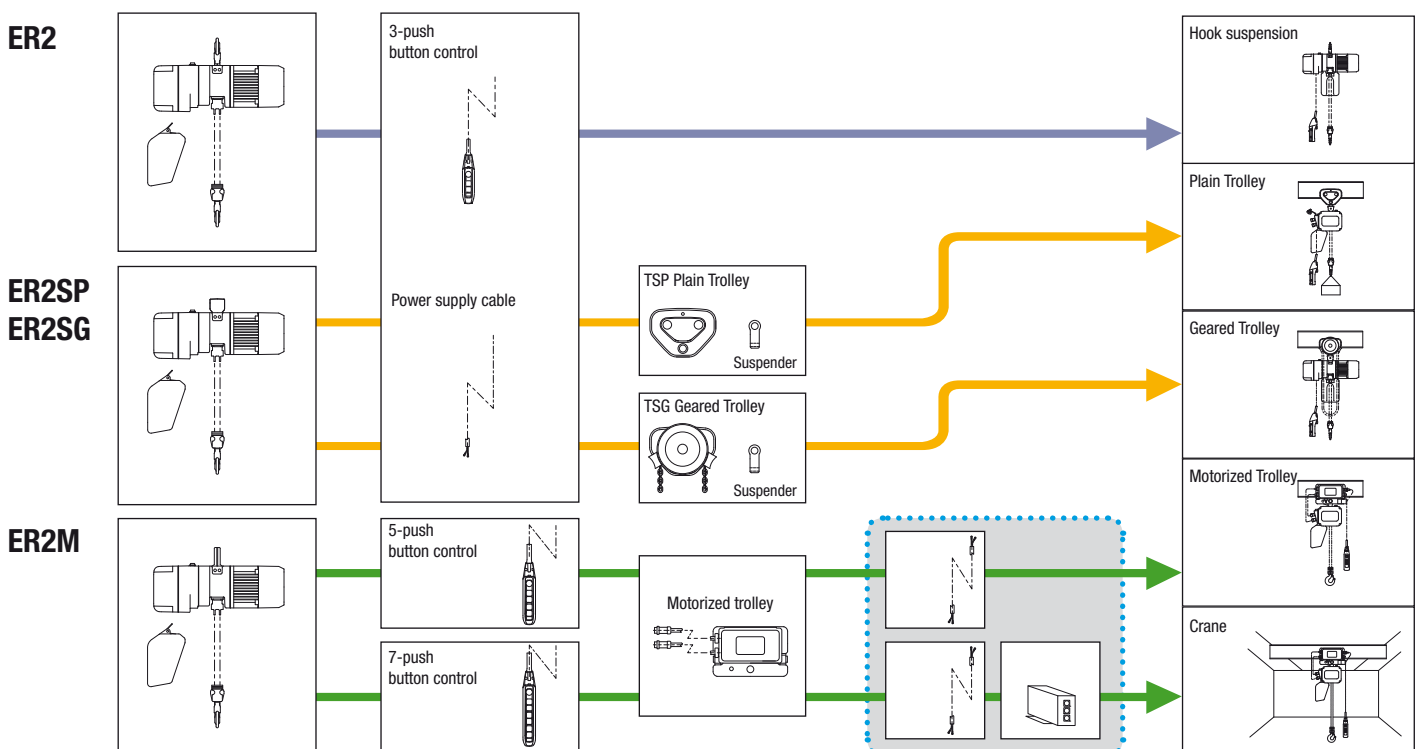 ER2
3-push
button control
Hook suspension
Plain Trolley
ER2SP
ER2SG
Power supply cable
TSP Plain Trolley
Suspender
Geared Trolley
TSG Geared Trolley
Suspender
Motorized Trolley
ER2M
5-push
button control
Motorized trolley
Crane
7-push
button control